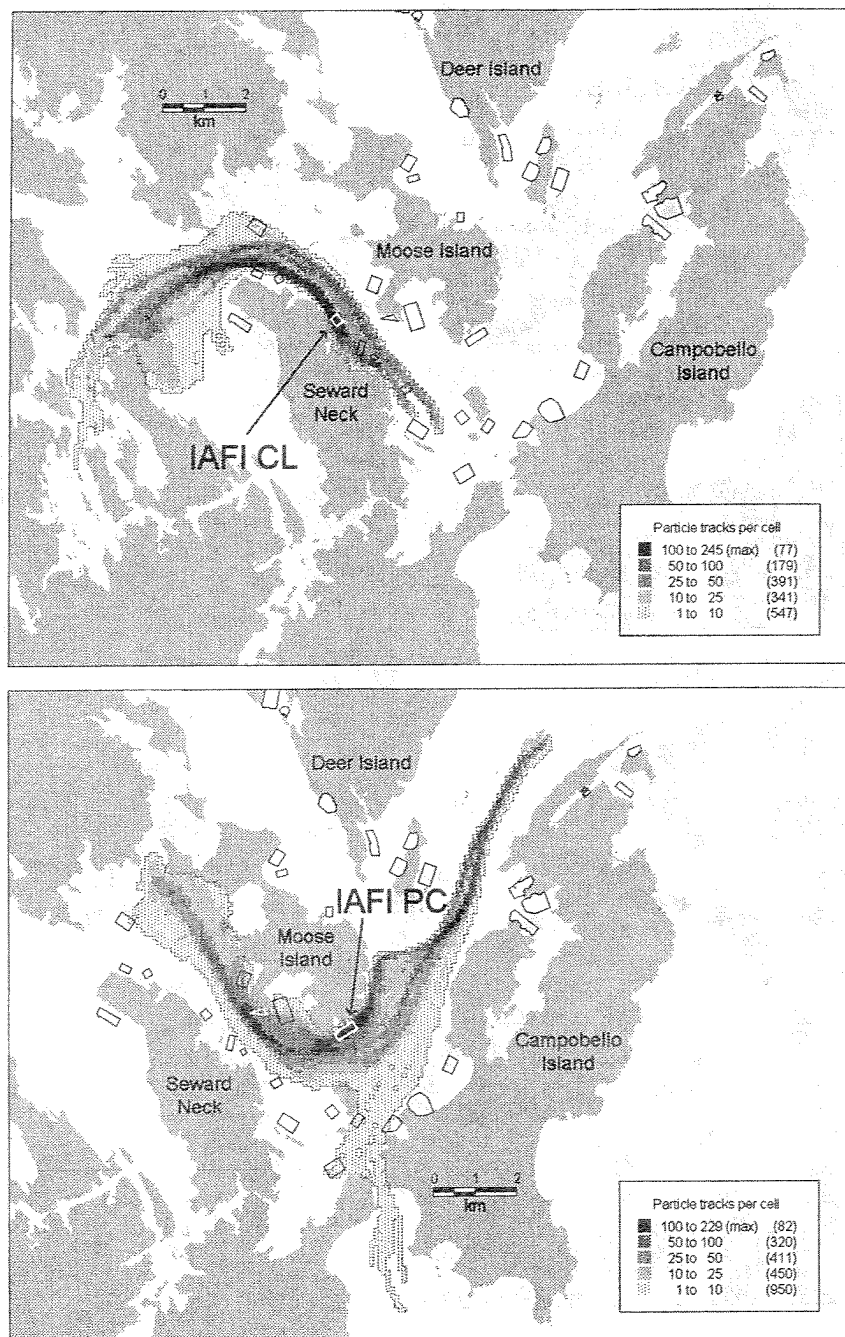 Deer Island
0 1 2
km
Moose Island
Campobello
Island
Seward
Neck
IAFI CL
Particle tracks per cell
100 to 245 (max) (77)
50 to 100 (179)
25 to 50 (391)
10 to 25 (341)
1 to 10 (547)
Deer Island
IAFI PC
Moose
Island
Campobello
Island
Seward
Neck
0 1 2
km
Particle tracks per cell
100 to 229 (max) (82)
50 to 100 (320)
25 to 50 (411)
10 to 25 (450)
1 to 10 (950)